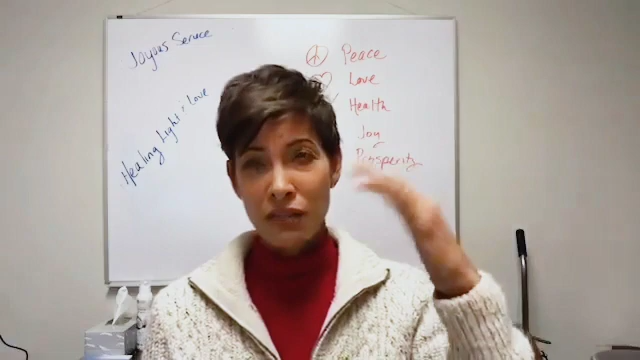 Joyous Service
Healing Light + Love
Peace
Love
Health
Joy
Prosperity